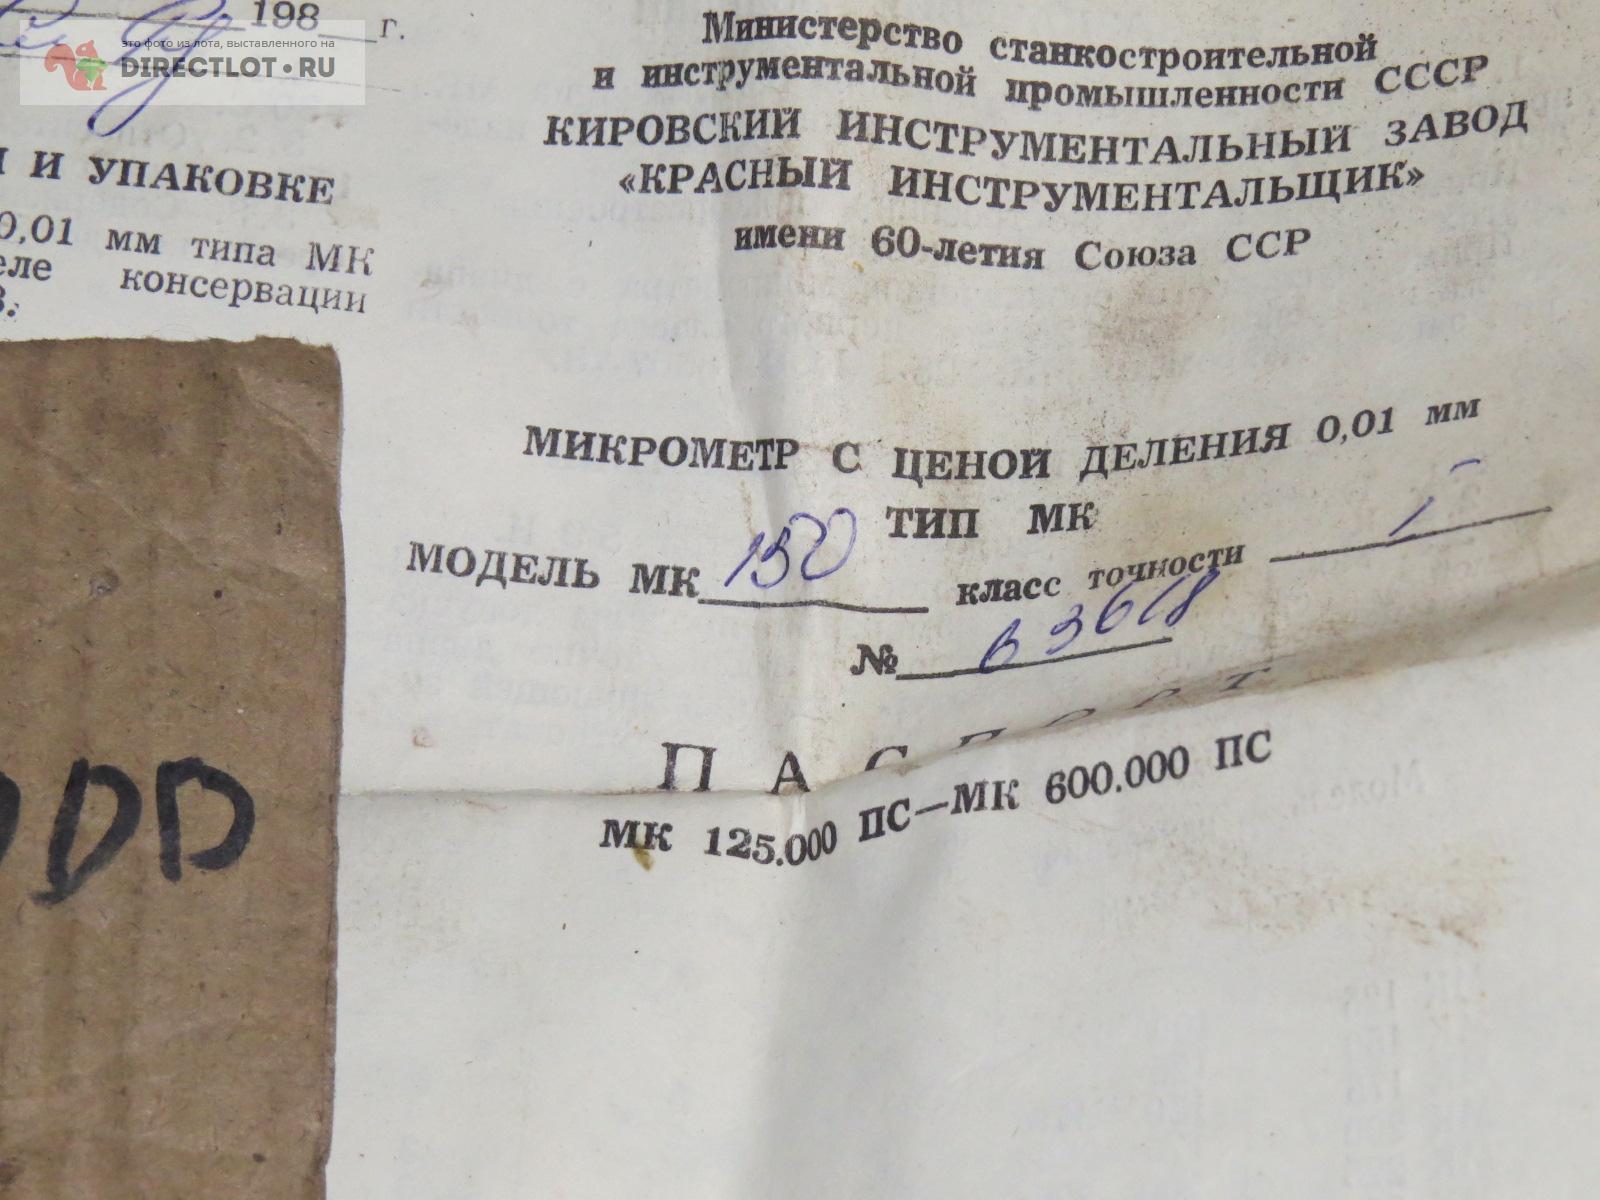 198 г.
это фото из лота, выставленного на
DIRECTLOT.RU
И УПАКОВКЕ
0,01 мм типа МК
консервации
Министерство станкостроительной
и инструментальной промышленности СССР
КИРОВСКИЙ ИНСТРУМЕНТАЛЬНЫЙ ЗАВОД
«КРАСНЫЙ ИНСТРУМЕНТАЛЬЩИК»
имени 60-летия Союза ССР
МИКРОМЕТР С ЦЕНОЙ ДЕЛЕНИЯ 0,01 мм
ТИП МК
МОДЕЛЬ МК 150 класс точности 1
№
ПАСПОРТ
МК 125.000 ПС—МК 600.000 ПС